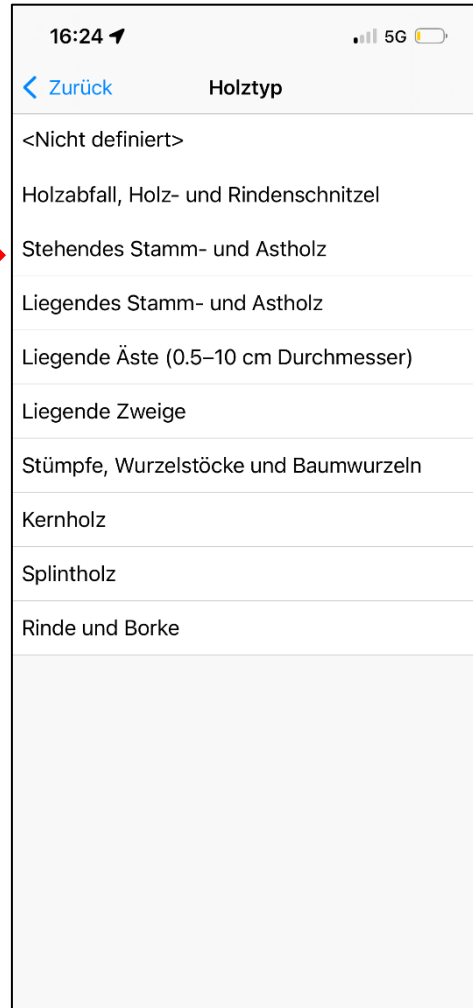 16:24 5G
Zurück Holztyp
<Nicht definiert>
Holzabfall, Holz- und Rindenschnitzel
Stehendes Stamm- und Astholz
Liegendes Stamm- und Astholz
Liegende Äste (0.5–10 cm Durchmesser)
Liegende Zweige
Stümpfe, Wurzelstöcke und Baumwurzeln
Kernholz
Splintholz
Rinde und Borke